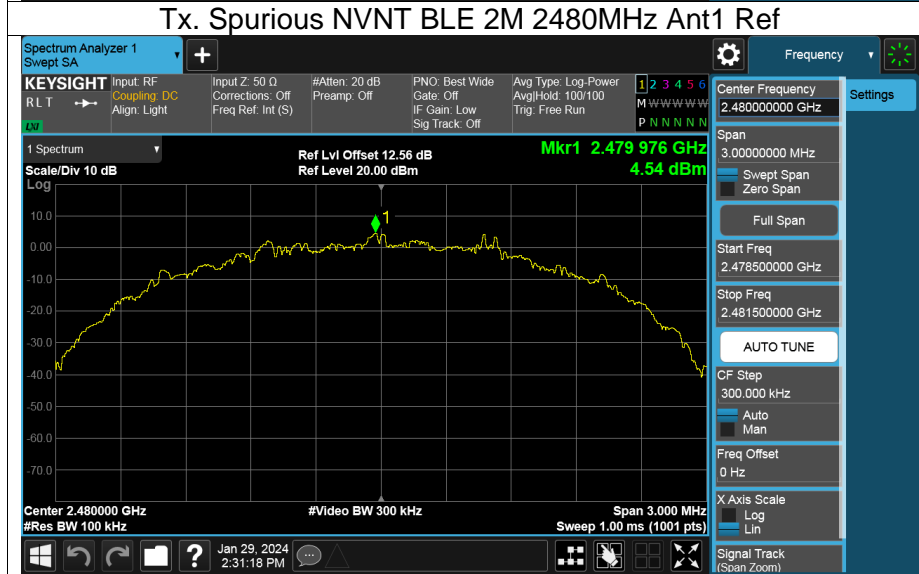 Tx. Spurious NVNT BLE 2M 2480MHz Ant1 Ref
Spectrum Analyzer 1
Swept SA
Frequency
KEYSIGHT
RLT
LXI
Input: RF
Coupling: DC
Align: Light
Input Z: 50 Ω
Corrections: Off
Freq Ref: Int (S)
#Atten: 20 dB
Preamp: Off
PNO: Best Wide
Gate: Off
IF Gain: Low
Sig Track: Off
Avg Type: Log-Power
Avg|Hold: 100/100
Trig: Free Run
1 2 3 4 5 6
M W W W W W
P N N N N N
1 Spectrum
Scale/Div 10 dB
Ref Lvl Offset 12.56 dB
Ref Level 20.00 dBm
Mkr1 2.479 976 GHz
4.54 dBm
Log
10.0
0.00
-10.0
-20.0
-30.0
-40.0
-50.0
-60.0
-70.0
1
Center 2.480000 GHz
#Res BW 100 kHz
#Video BW 300 kHz
Span 3.000 MHz
Sweep 1.00 ms (1001 pts)
Jan 29, 2024
2:31:18 PM
Center Frequency
2.480000000 GHz
Settings
Span
3.00000000 MHz
Swept Span
Zero Span
Full Span
Start Freq
2.478500000 GHz
Stop Freq
2.481500000 GHz
AUTO TUNE
CF Step
300.000 kHz
Auto
Man
Freq Offset
0 Hz
X Axis Scale
Log
Lin
Signal Track
(Span Zoom)